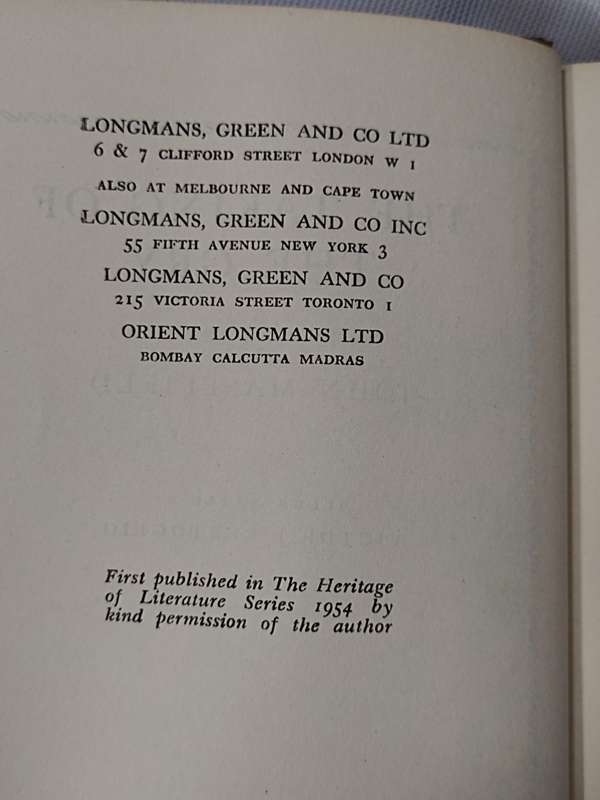 LONGMANS, GREEN AND CO LTD
6 & 7 CLIFFORD STREET LONDON W 1
ALSO AT MELBOURNE AND CAPE TOWN
LONGMANS, GREEN AND CO INC
55 FIFTH AVENUE NEW YORK 3
LONGMANS, GREEN AND CO
215 VICTORIA STREET TORONTO 1
ORIENT LONGMANS LTD
BOMBAY CALCUTTA MADRAS
First published in The Heritage
of Literature Series 1954 by
kind permission of the author